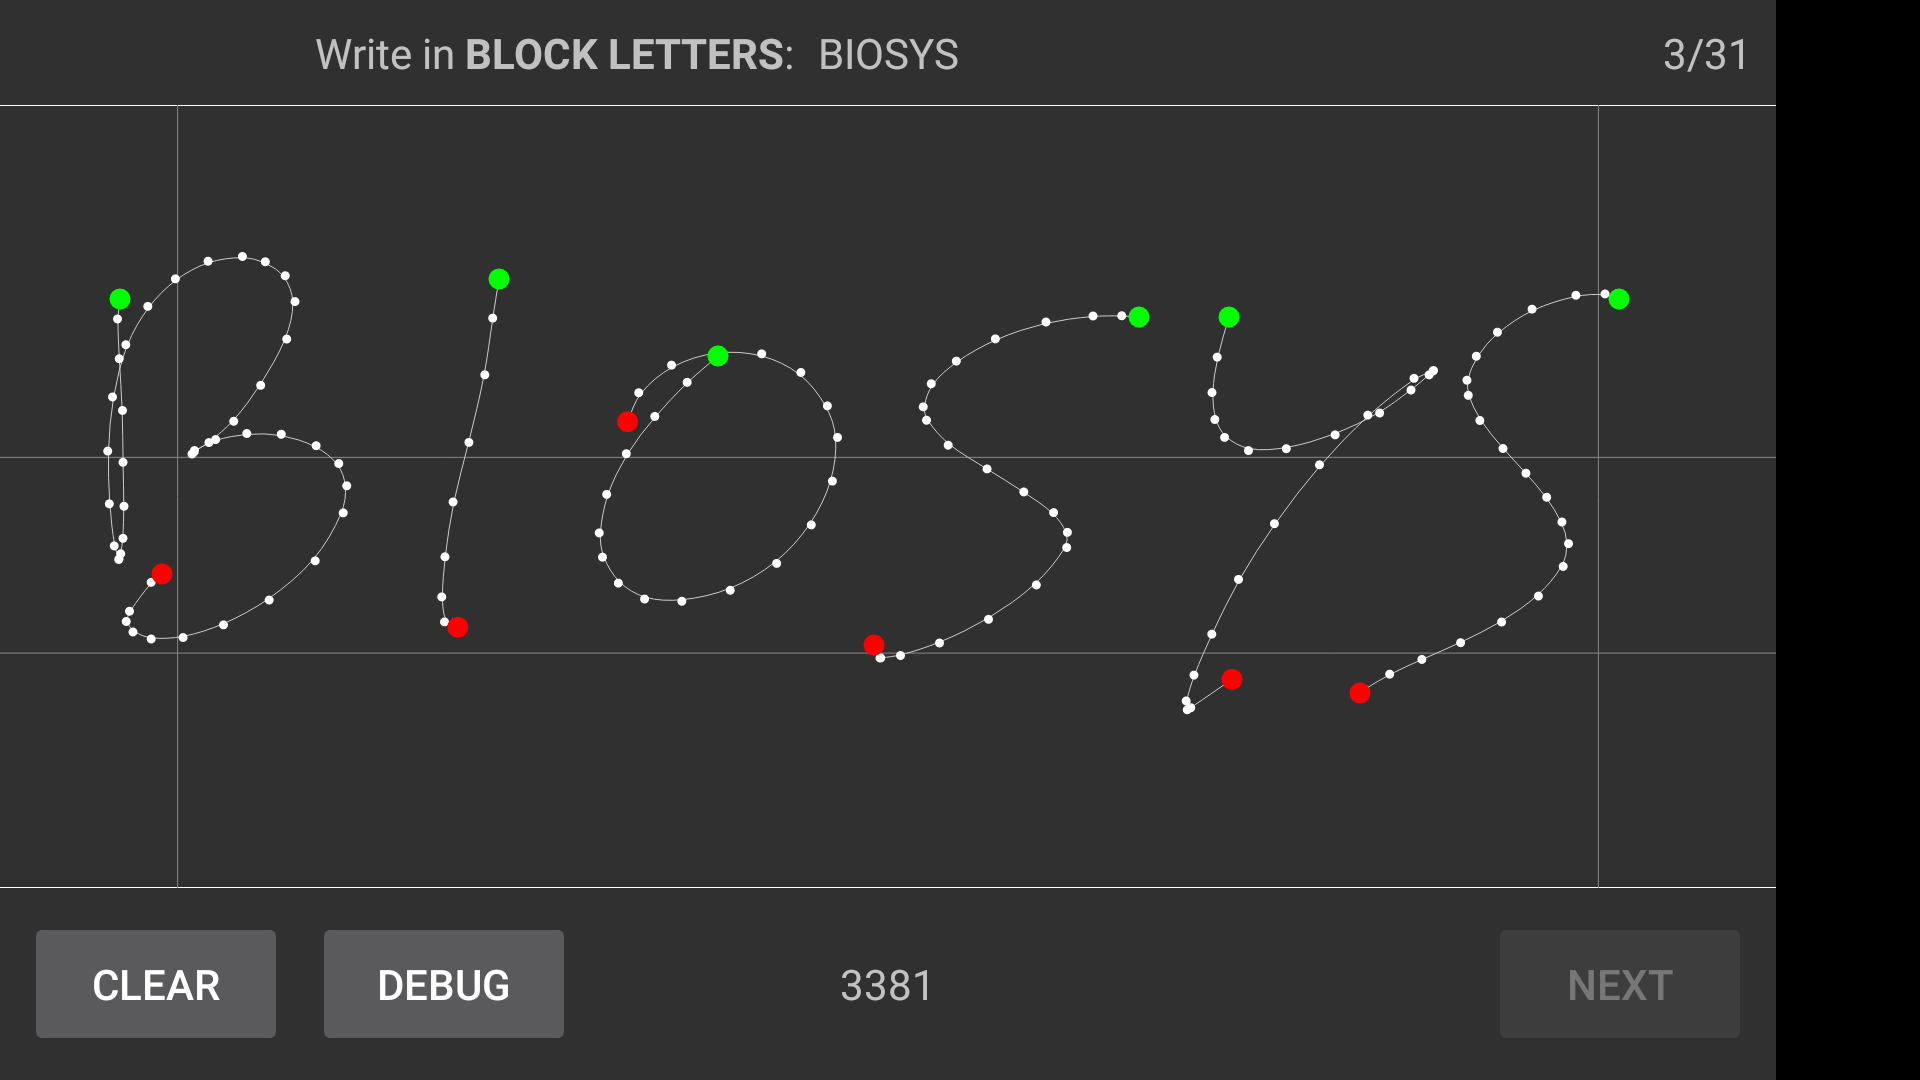 Write in BLOCK LETTERS: BIOSYS 3/31
BIOSYS
CLEAR DEBUG 3381 NEXT